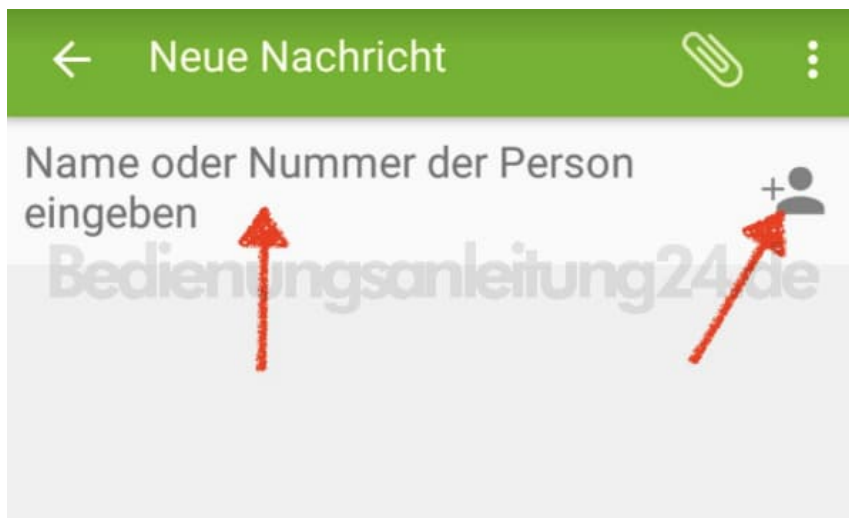 Neue Nachricht
Name oder Nummer der Person
eingeben
Bedienungsanleitung24.de